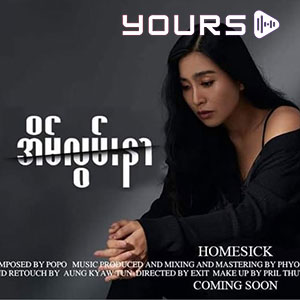 YOURS
အိမ်လွမ်းနာ
HOMESICK
MPOSED BY POPO MUSIC PRODUCED AND MIXING AND MASTERING BY PHYO
ND RETOUCH BY AUNG KYAW TUN DIRECTED BY EXIT MAKE UP BY PRIL THU
COMING SOON